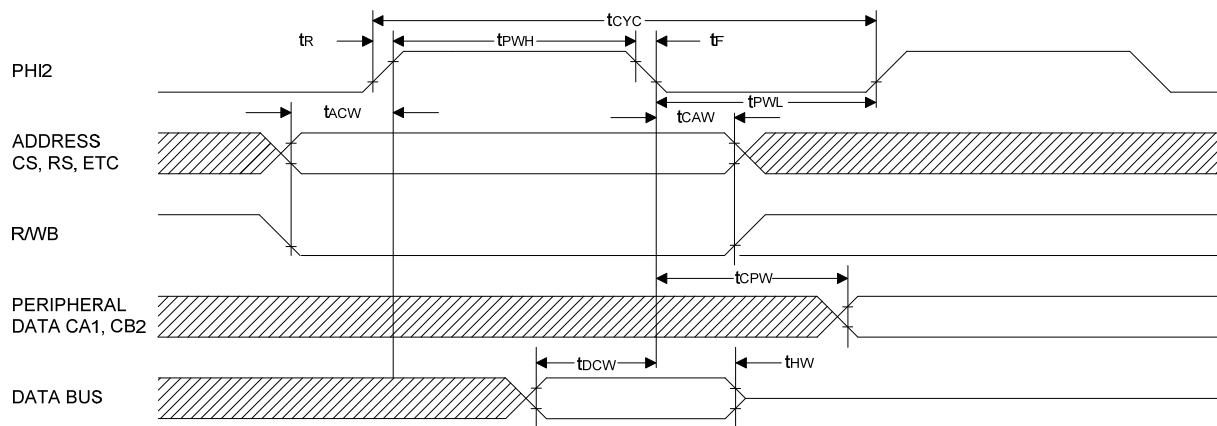 tCYC
tR
tPWH
tF
PHI2
tPWL
tACW
tCAW
ADDRESS
CS, RS, ETC
R/WB
tCPW
PERIPHERAL
DATA CA1, CB2
tDCW
tHW
DATA BUS